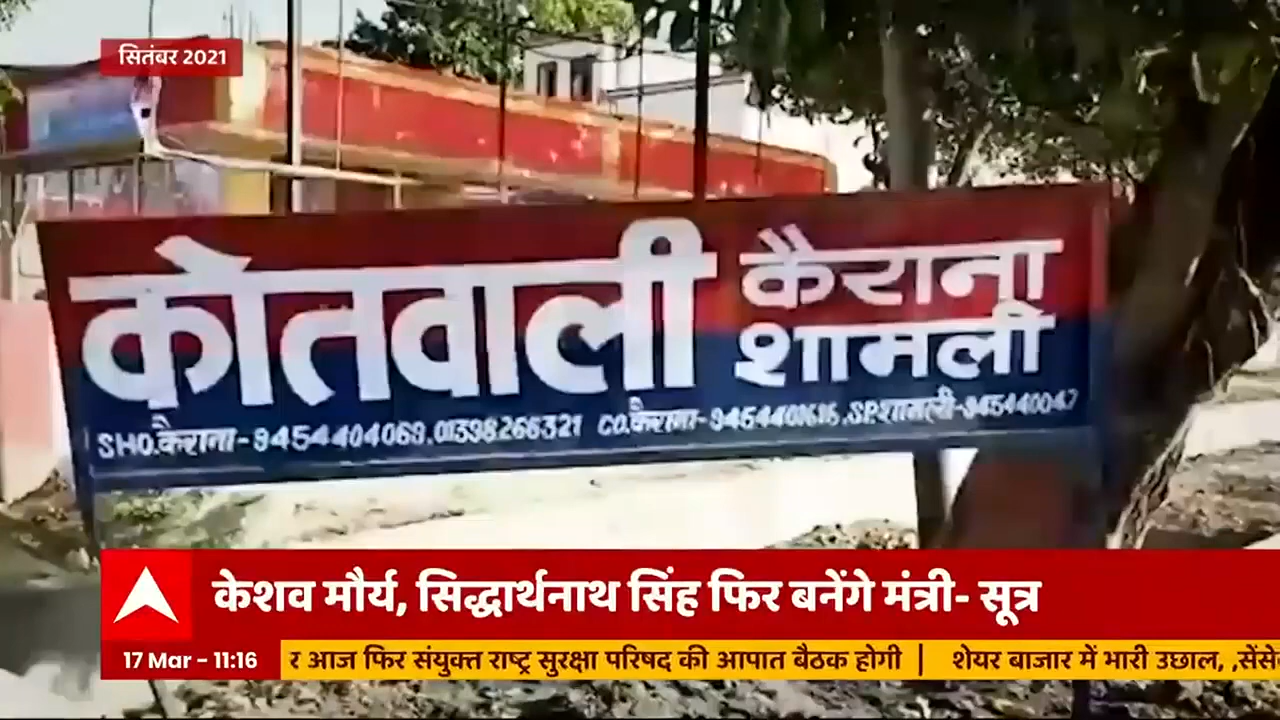 सितंबर 2021
कोतवाली
कैराना
शामली
SHO.कैराना-9454404069.01398266321 CO.कैराना-9454401616.SP.शामली-945440047
केशव मौर्य, सिद्धार्थनाथ सिंह फिर बनेंगे मंत्री- सूत्र
17 Mar - 11:16
र आज फिर संयुक्त राष्ट्र सुरक्षा परिषद की आपात बैठक होगी | शेयर बाजार में भारी उछाल, ,सेंसे